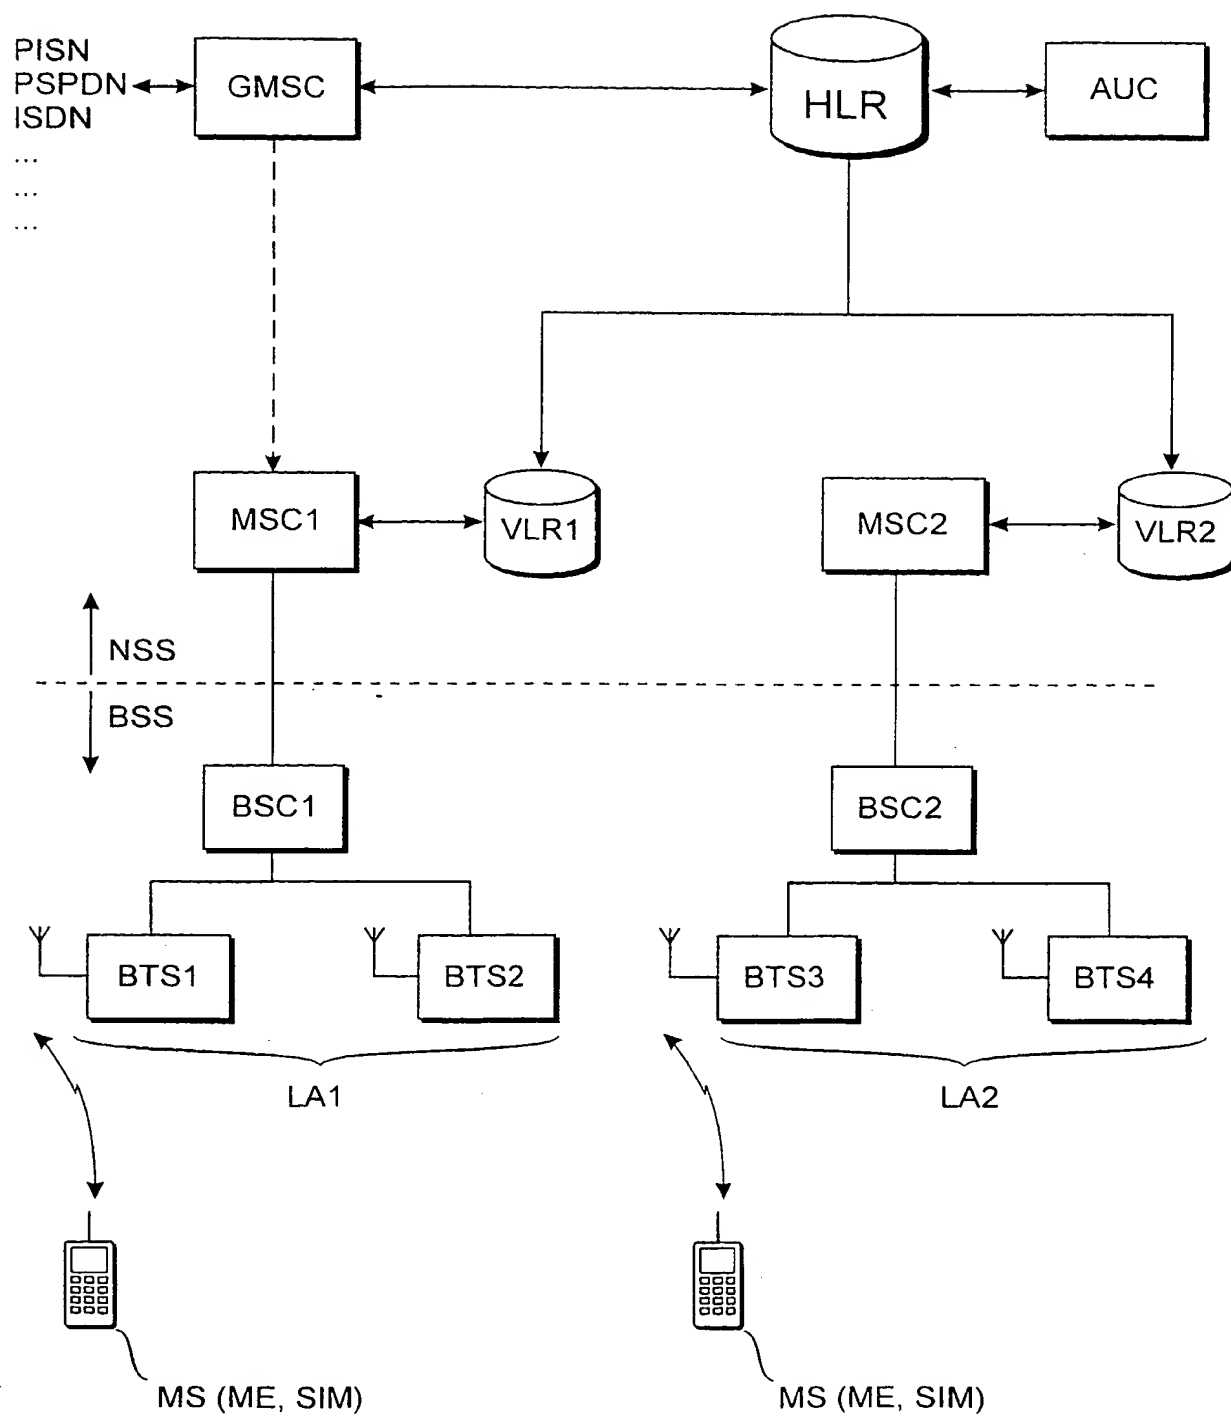 PISN
PSPDN
ISDN
...
...
...
GMSC
HLR
AUC
MSC1
VLR1
MSC2
VLR2
NSS
BSS
BSC1
BSC2
BTS1
BTS2
BTS3
BTS4
LA1
LA2
MS (ME, SIM)
MS (ME, SIM)